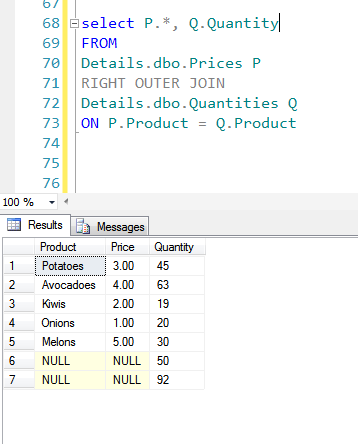 67
68 select P.*, Q.Quantity
69 FROM
70 Details.dbo.Prices P
71 RIGHT OUTER JOIN
72 Details.dbo.Quantities Q
73 ON P.Product = Q.Product
74
75
76
100 %
Results Messages
Product Price Quantity
1 Potatoes 3.00 45
2 Avocadoes 4.00 63
3 Kiwis 2.00 19
4 Onions 1.00 20
5 Melons 5.00 30
6 NULL NULL 50
7 NULL NULL 92